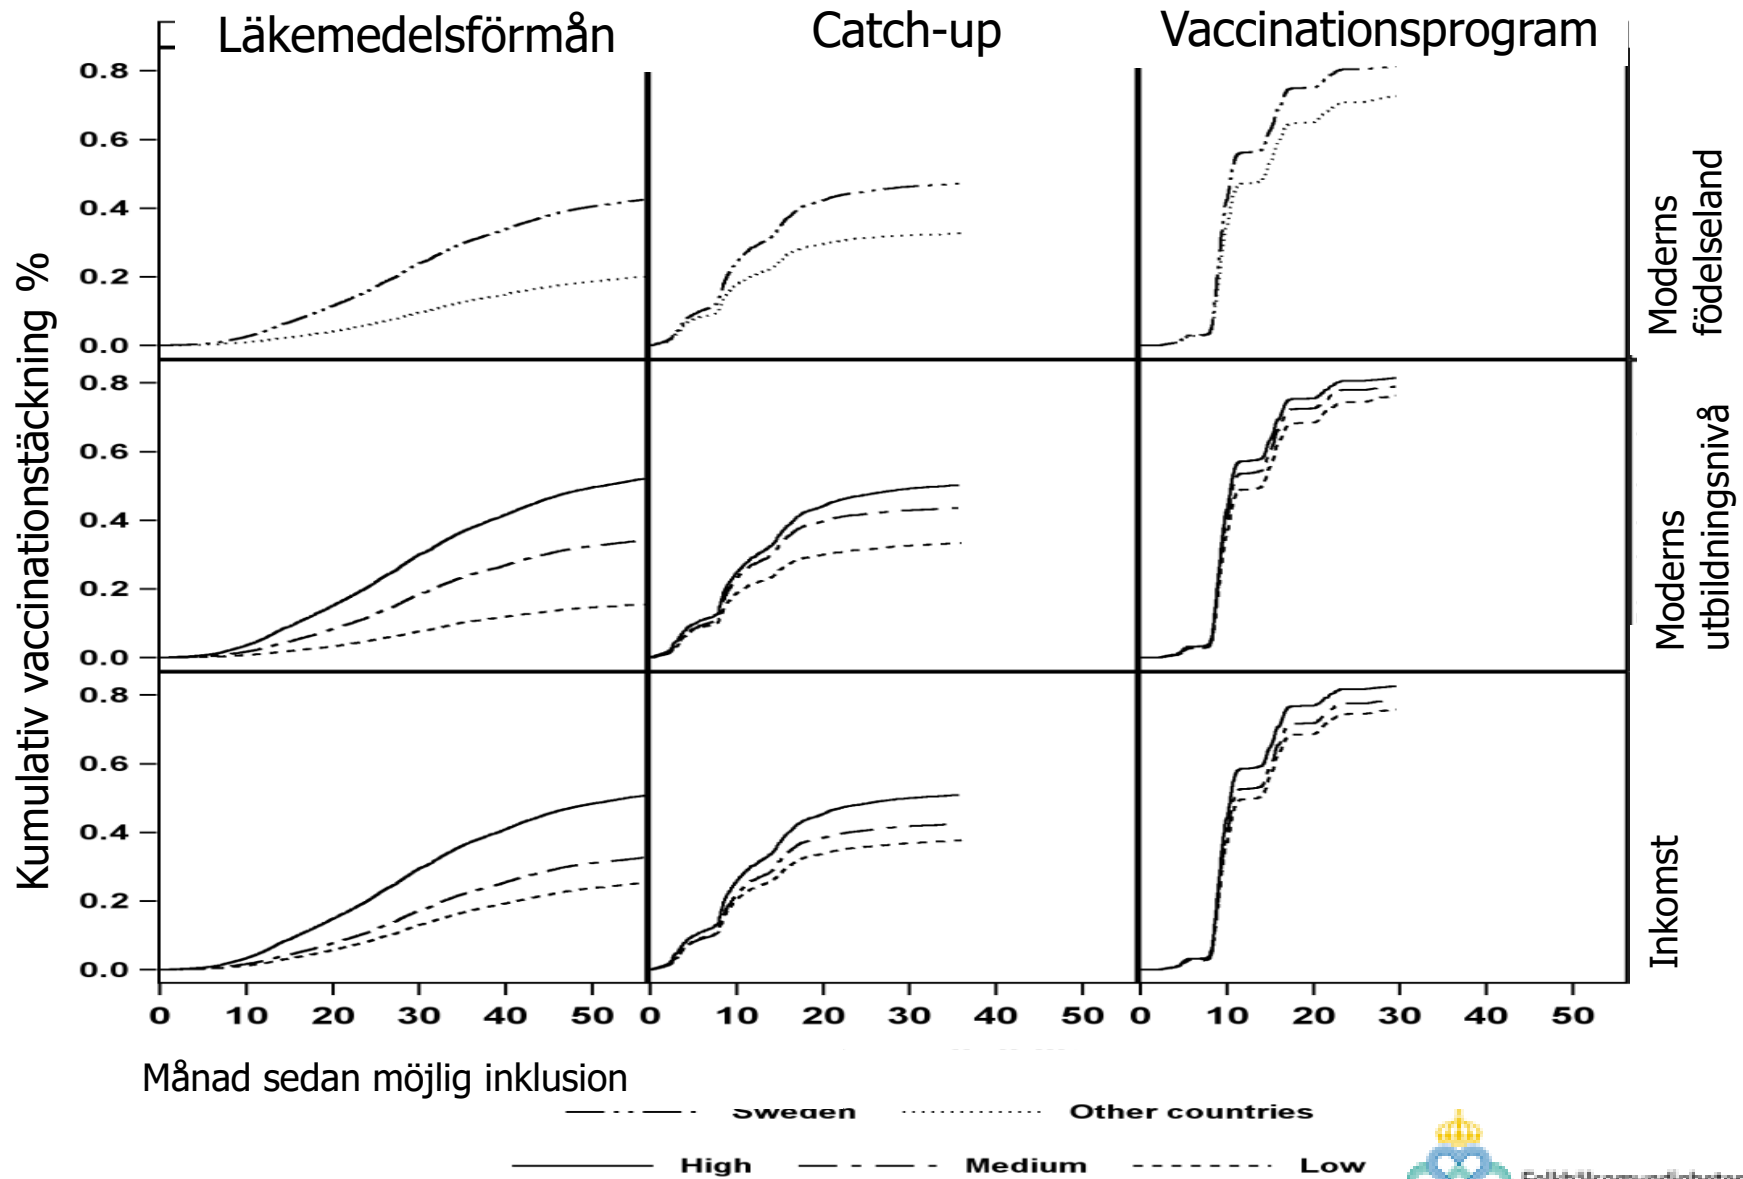 Läkemedelsförmån Catch-up Vaccinationsprogram
Kumulativ vaccinationstäckning %
0.8
0.6
0.4
0.2
0.0
Moderns
födelseland
0.8
0.6
0.4
0.2
0.0
Moderns
utbildningsnivå
0.8
0.6
0.4
0.2
0.0
Inkomst
0 10 20 30 40 50 0 10 20 30 40 50 0 10 20 30 40 50
Månad sedan möjlig inklusion
Sweden Other countries
High Medium Low